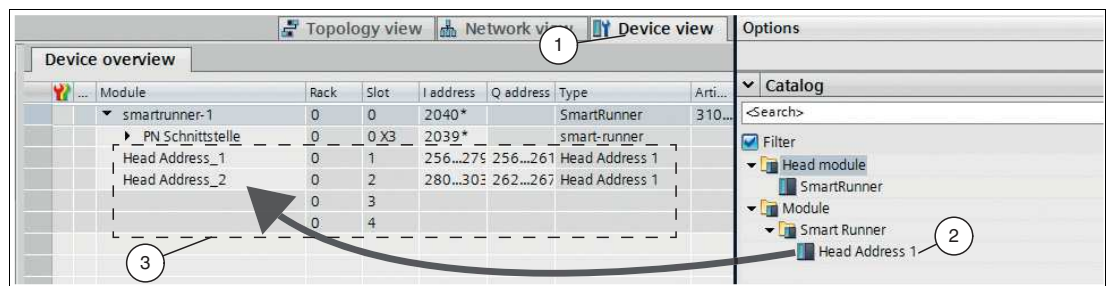 Topology view Network view Device view Options
1
Device overview
... Module Rack Slot I address Q address Type Arti... Catalog
smartrunner-1 0 0 2040* SmartRunner 310... <Search>
PN Schnittstelle 0 0 X3 2039* smart-runner Filter
Head Address_1 0 1 256...279 256...261 Head Address 1 Head module
Head Address_2 0 2 280...303 262...267 Head Address 1 SmartRunner
0 3 Module
0 4 Smart Runner
Head Address 1 2
3